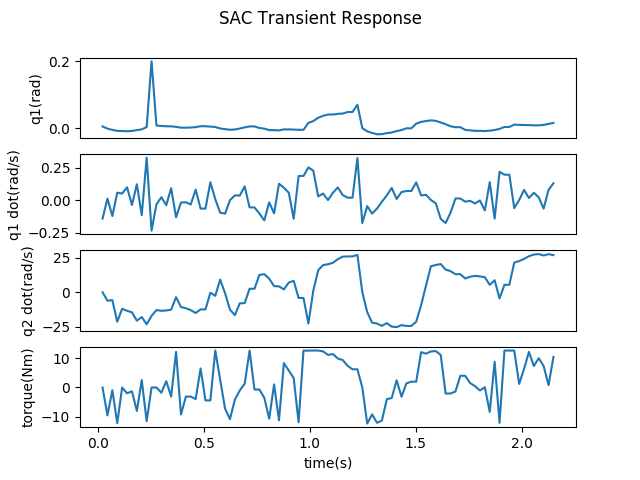 SAC Transient Response
q1(rad)
0.2
0.0
q1 dot(rad/s)
0.25
0.00
−0.25
q2 dot(rad/s)
25
0
−25
torque(Nm)
10
0
−10
0.0 0.5 1.0 1.5 2.0
time(s)